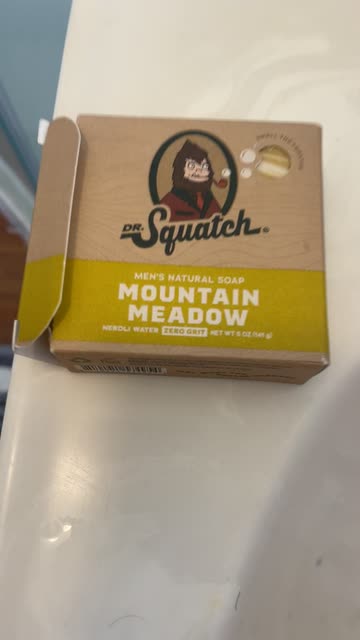 DR. Squatch®
MEN'S NATURAL SOAP
MOUNTAIN
MEADOW
NEROLI WATER ZERO GRIT NET WT 5 OZ (141 g)